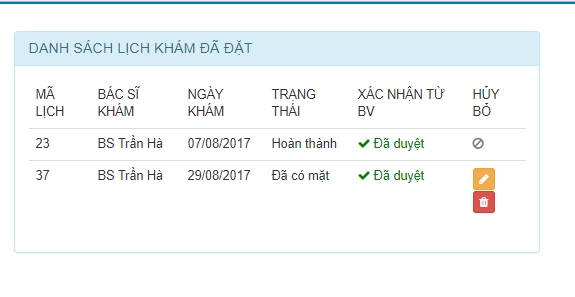 DANH SÁCH LỊCH KHÁM ĐÃ ĐẶT
MÃ LỊCH BÁC SĨ KHÁM NGÀY KHÁM TRẠNG THÁI XÁC NHẬN TỪ BV HỦY BỎ
23 BS Trần Hà 07/08/2017 Hoàn thành Đã duyệt
37 BS Trần Hà 29/08/2017 Đã có mặt Đã duyệt